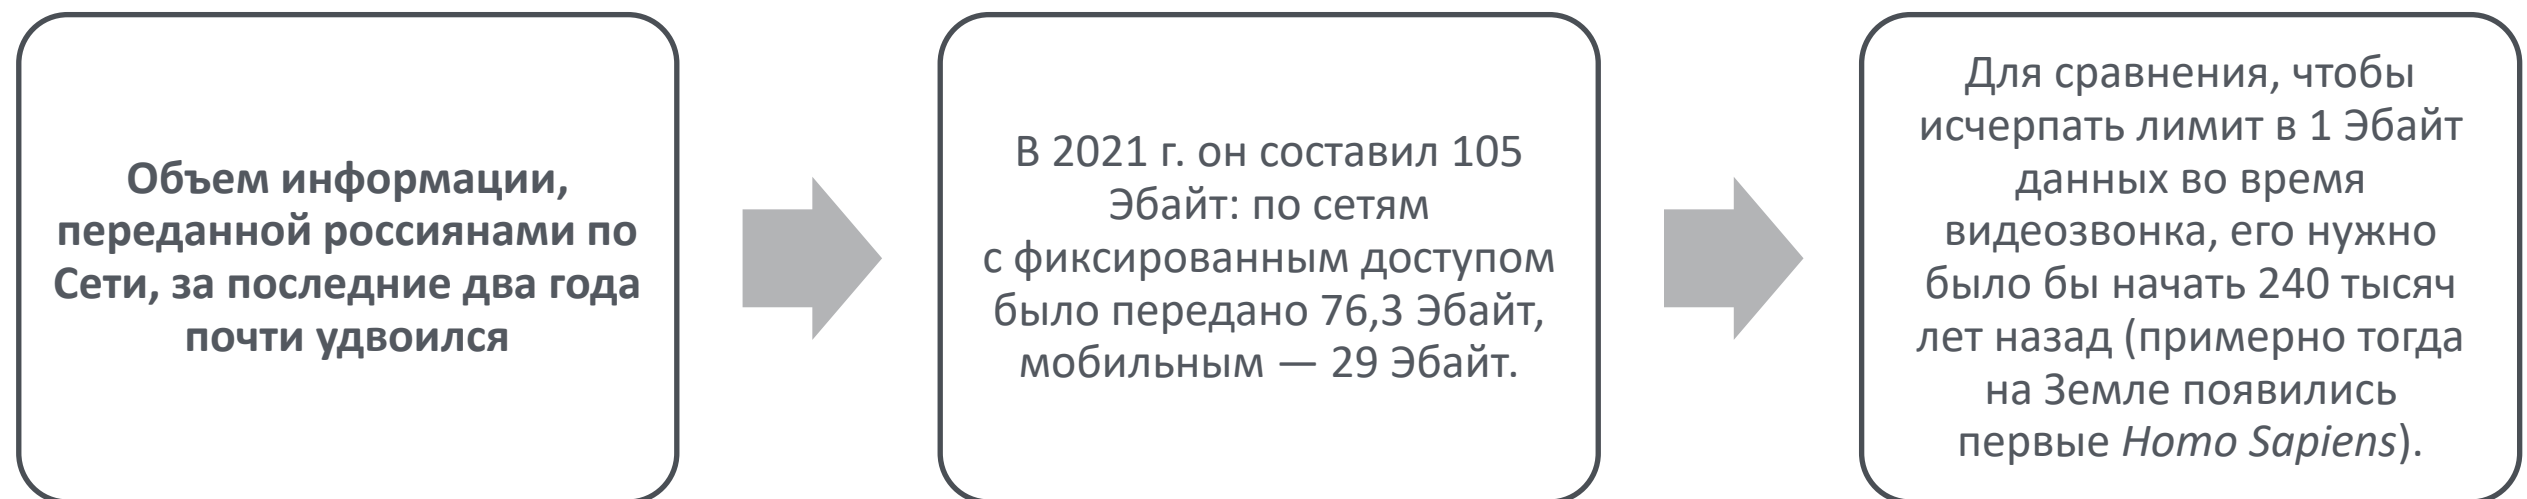 Объем информации,
переданной россиянами по
Сети, за последние два года
почти удвоился
В 2021 г. он составил 105
Эбайт: по сетям
с фиксированным доступом
было передано 76,3 Эбайт,
мобильным — 29 Эбайт.
Для сравнения, чтобы
исчерпать лимит в 1 Эбайт
данных во время
видеозвонка, его нужно
было бы начать 240 тысяч
лет назад (примерно тогда
на Земле появились
первые Homo Sapiens).